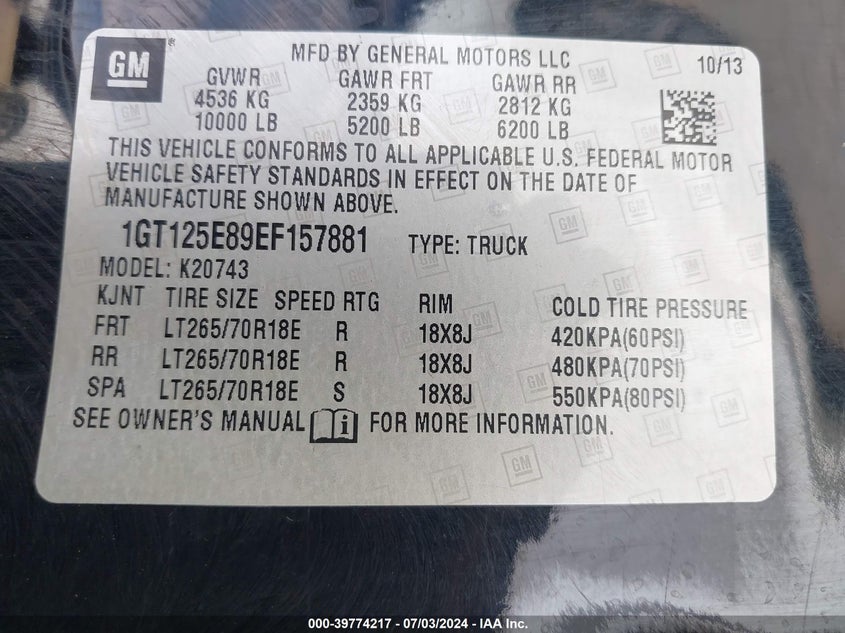 GM ®
MFD BY GENERAL MOTORS LLC 10/13
GVWR GAWR FRT GAWR RR
4536 KG 2359 KG 2812 KG
10000 LB 5200 LB 6200 LB
THIS VEHICLE CONFORMS TO ALL APPLICABLE U.S. FEDERAL MOTOR
VEHICLE SAFETY STANDARDS IN EFFECT ON THE DATE OF
MANUFACTURE SHOWN ABOVE.
1GT125E89EF157881 TYPE: TRUCK
MODEL: K20743
KJNT TIRE SIZE SPEED RTG RIM COLD TIRE PRESSURE
FRT LT265/70R18E R 18X8J 420KPA(60PSI)
RR LT265/70R18E R 18X8J 480KPA(70PSI)
SPA LT265/70R18E S 18X8J 550KPA(80PSI)
SEE OWNER'S MANUAL i FOR MORE INFORMATION.
000-39774217 - 07/03/2024 - IAA Inc.